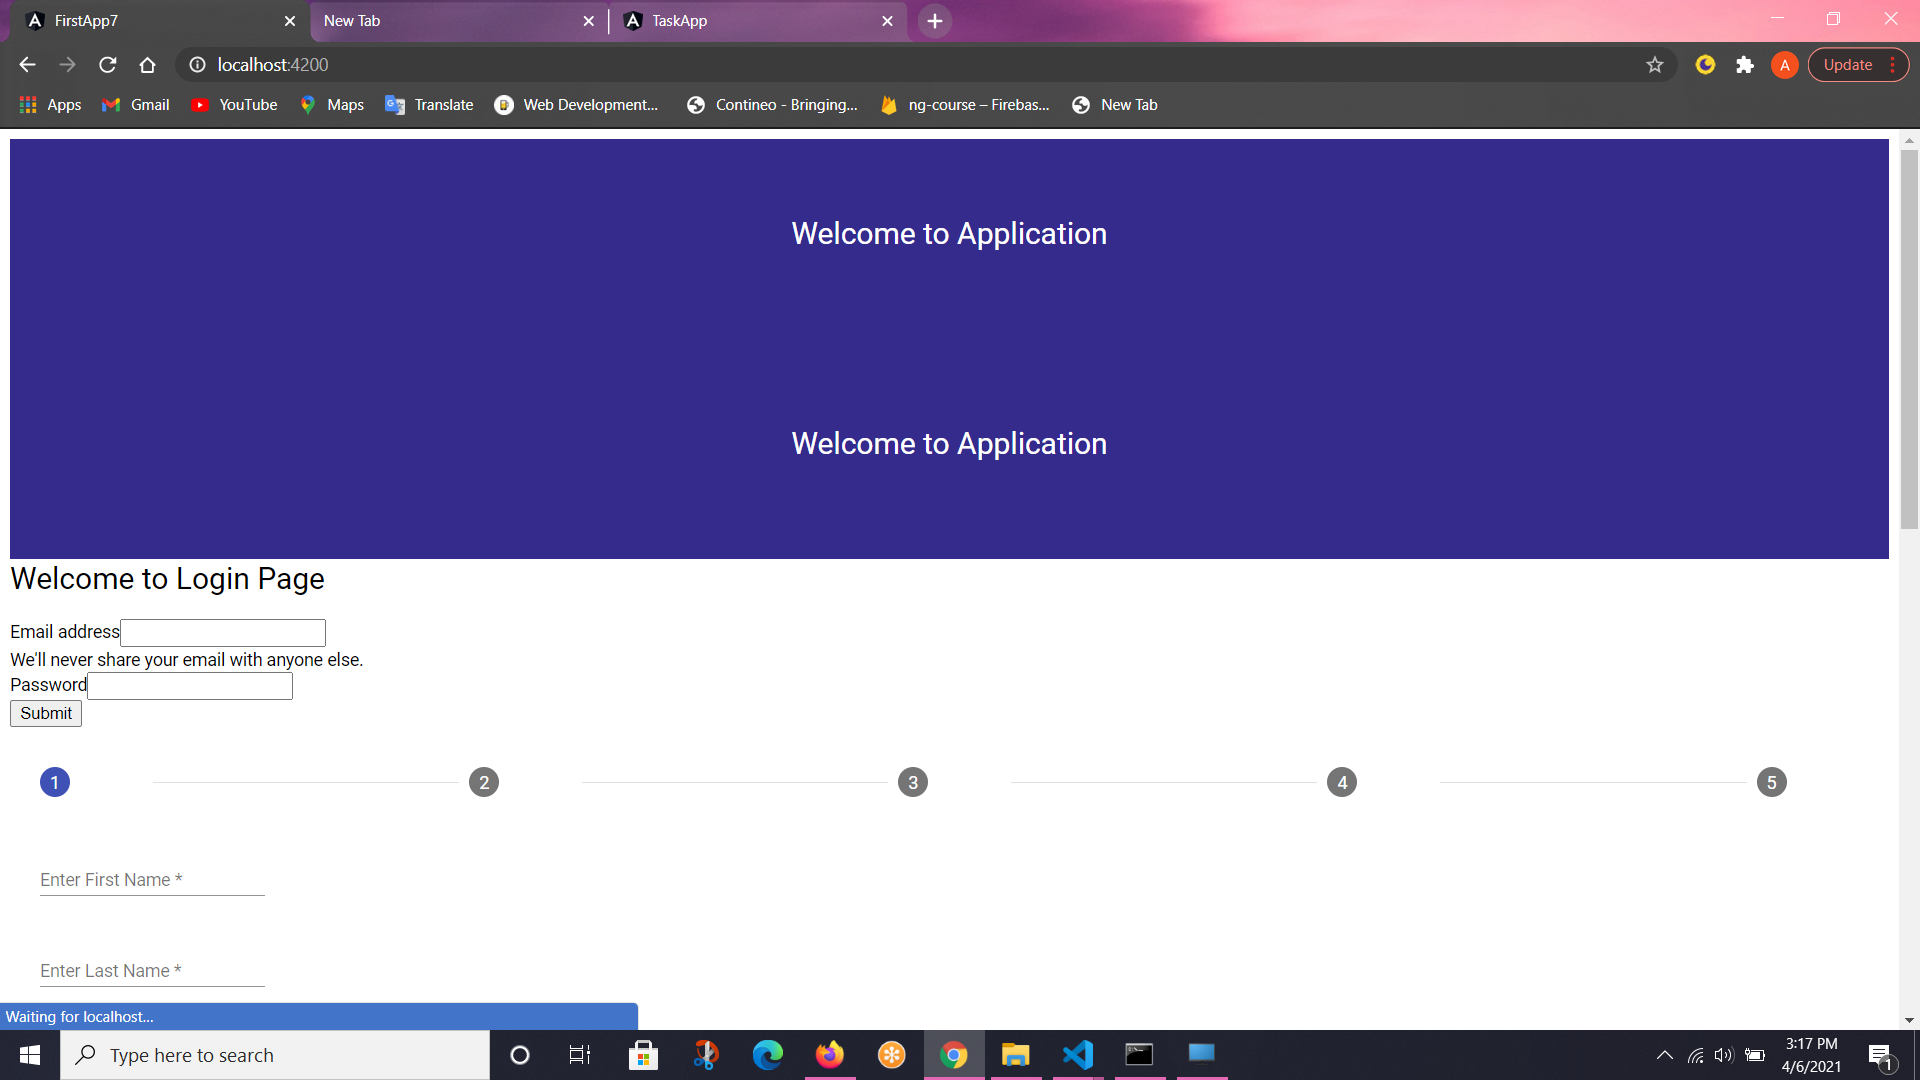 FirstApp7 New Tab TaskApp
localhost:4200 A Update
Apps Gmail YouTube Maps Translate Web Development... Contineo - Bringing... ng-course – Firebas... New Tab
Welcome to Application
Welcome to Application
Welcome to Login Page
Email address
We'll never share your email with anyone else.
Password
Submit
1 2 3 4 5
Enter First Name *
Enter Last Name *
Waiting for localhost...
Type here to search
3:17 PM
4/6/2021
1